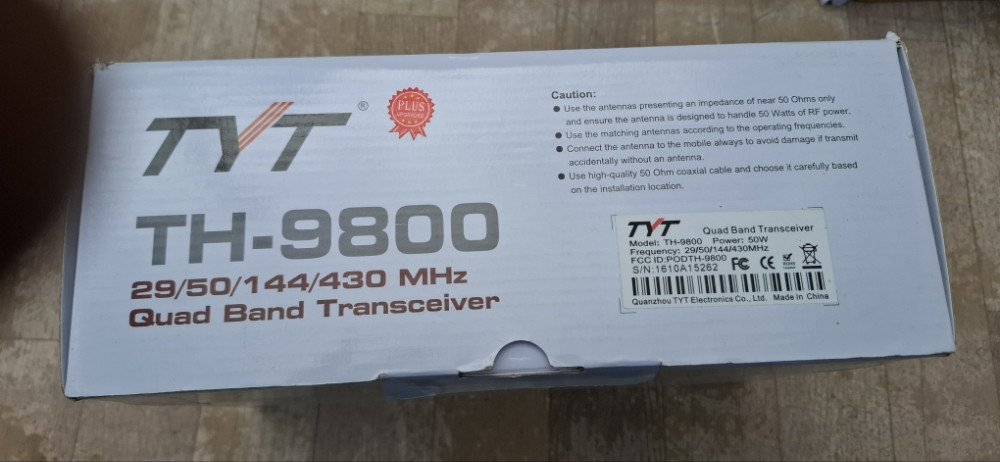 TYT ®
PLUS
UPGRADED
TH-9800
29/50/144/430 MHz
Quad Band Transceiver
Caution:
● Use the antennas presenting an impedance of near 50 Ohms only
and ensure the antenna is designed to handle 50 Watts of RF power.
● Use the matching antennas according to the operating frequencies.
● Connect the antenna to the mobile always to avoid damage if transmit
accidentally without an antenna.
● Use high-quality 50 Ohm coaxial cable and choose it carefully based
on the installation location.
TYT Quad Band Transceiver
Model: TH-9800 Power: 50W
Frequency: 29/50/144/430MHz
FCC ID:PODTH-9800
S/N:1610A15262 FC CE
Quanzhou TYT Electronics Co., Ltd. Made in China